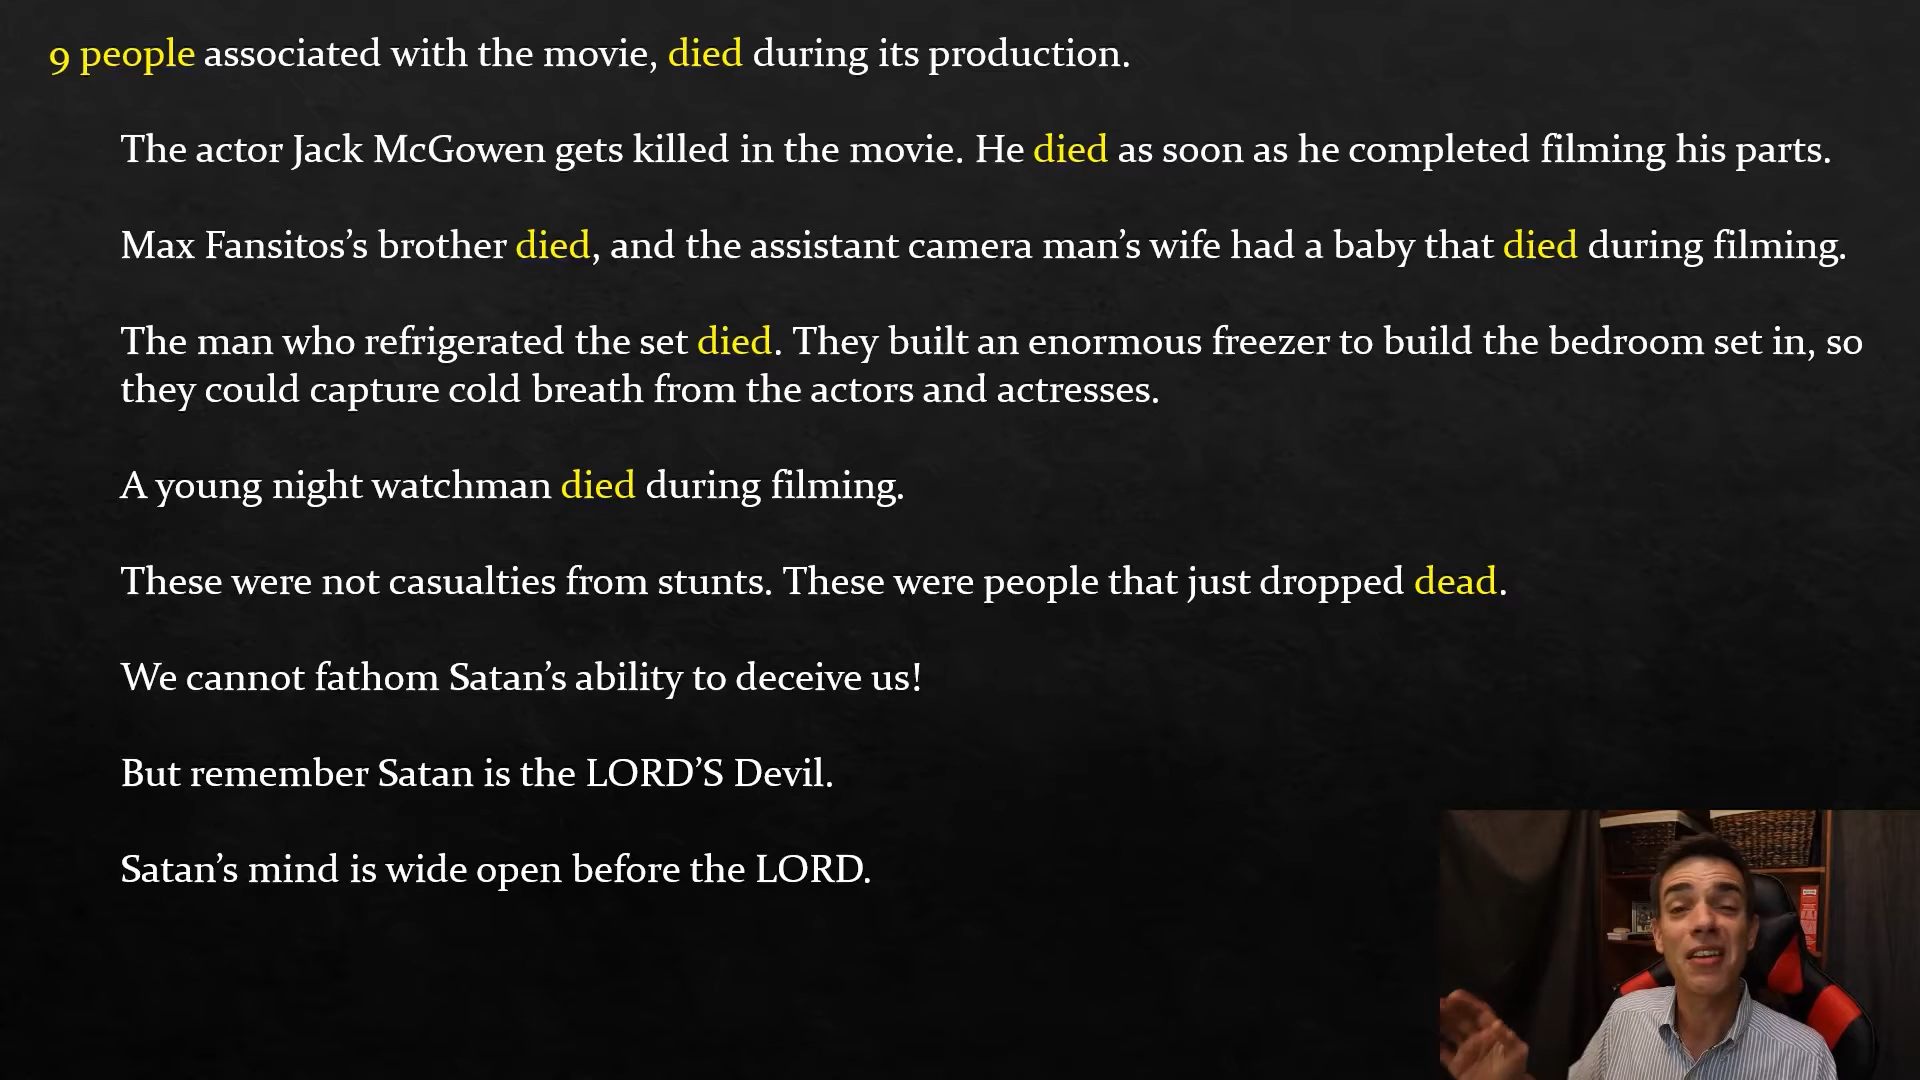 9 people associated with the movie, died during its production.
The actor Jack McGowen gets killed in the movie. He died as soon as he completed filming his parts.
Max Fansitos’s brother died, and the assistant camera man’s wife had a baby that died during filming.
The man who refrigerated the set died. They built an enormous freezer to build the bedroom set in, so
they could capture cold breath from the actors and actresses.
A young night watchman died during filming.
These were not casualties from stunts. These were people that just dropped dead.
We cannot fathom Satan’s ability to deceive us!
But remember Satan is the LORD’S Devil.
Satan’s mind is wide open before the LORD.